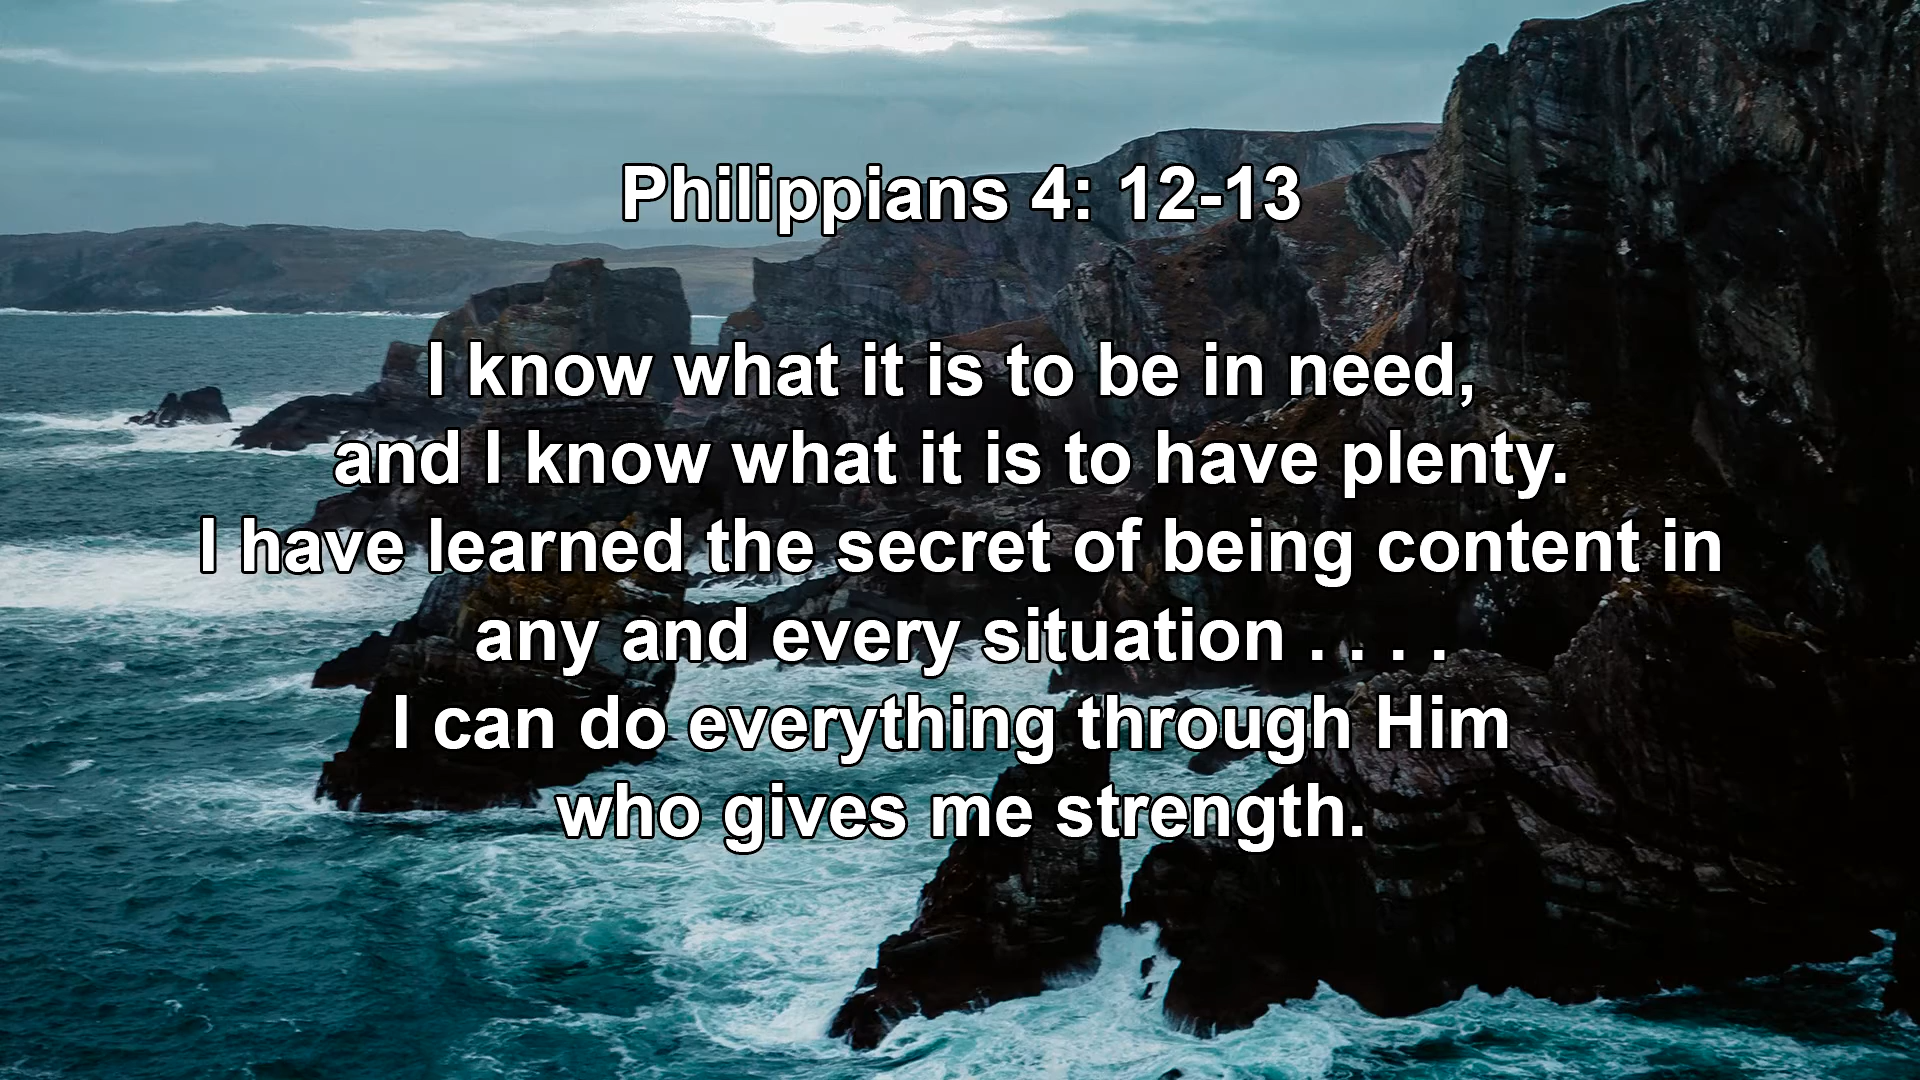 Philippians 4: 12-13
I know what it is to be in need,
and I know what it is to have plenty.
I have learned the secret of being content in
any and every situation . . . .
I can do everything through Him
who gives me strength.